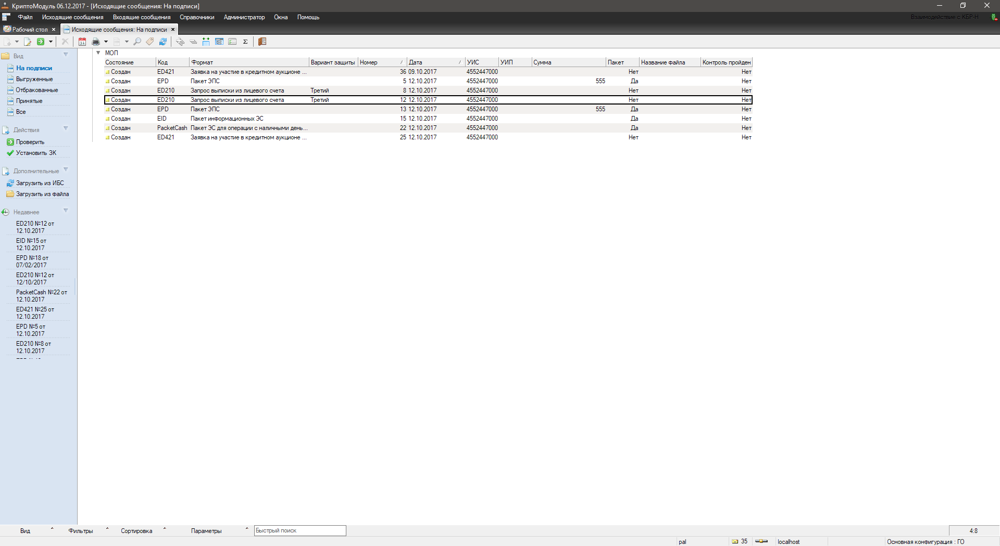 КриптоМодуль 06.12.2017 - [Исходящие сообщения: На подписи]
Файл Исходящие сообщения Входящие сообщения Справочники Администратор Окна Помощь Взаимодействие с КБР-Н
Рабочий стол Исходящие сообщения: На подписи
Вид
На подписи
Выгруженные
Отбракованные
Принятые
Все
Действия
Проверить
Установить ЗК
Дополнительные
Загрузить из ИБС
Загрузить из файла
Недавнее
ED210 №12 от
12.10.2017
EID №15 от
12.10.2017
EPD №18 от
07/02/2017
ED210 №12 от
12/10/2017
PacketCash №22 от
12.10.2017
ED421 №25 от
12.10.2017
EPD №5 от
12.10.2017
ED210 №8 от
12.10.2017
МОП
Состояние Код Формат Вариант защиты Номер Дата УИС УИП Сумма Пакет Название файла Контроль пройден
Создан ED421 Заявка на участие в кредитном аукционе ... 36 09.10.2017 4552447000 Нет Нет
Создан EPD Пакет ЭПС 5 12.10.2017 4552447000 555 Да Нет
Создан ED210 Запрос выписки из лицевого счета Третий 8 12.10.2017 4552447000 Нет Нет
Создан ED210 Запрос выписки из лицевого счета Третий 12 12.10.2017 4552447000 Нет Нет
Создан EPD Пакет ЭПС 13 12.10.2017 4552447000 555 Да Нет
Создан EID Пакет информационных ЭС 15 12.10.2017 4552447000 Да Нет
Создан PacketCash Пакет ЭС для операции с наличными день... 22 12.10.2017 4552447000 Да Нет
Создан ED421 Заявка на участие в кредитном аукционе ... 25 12.10.2017 4552447000 Нет Нет
Вид Фильтры Сортировка Параметры Быстрый поиск 4:8
pal 35 localhost Основная конфигурация : ГО